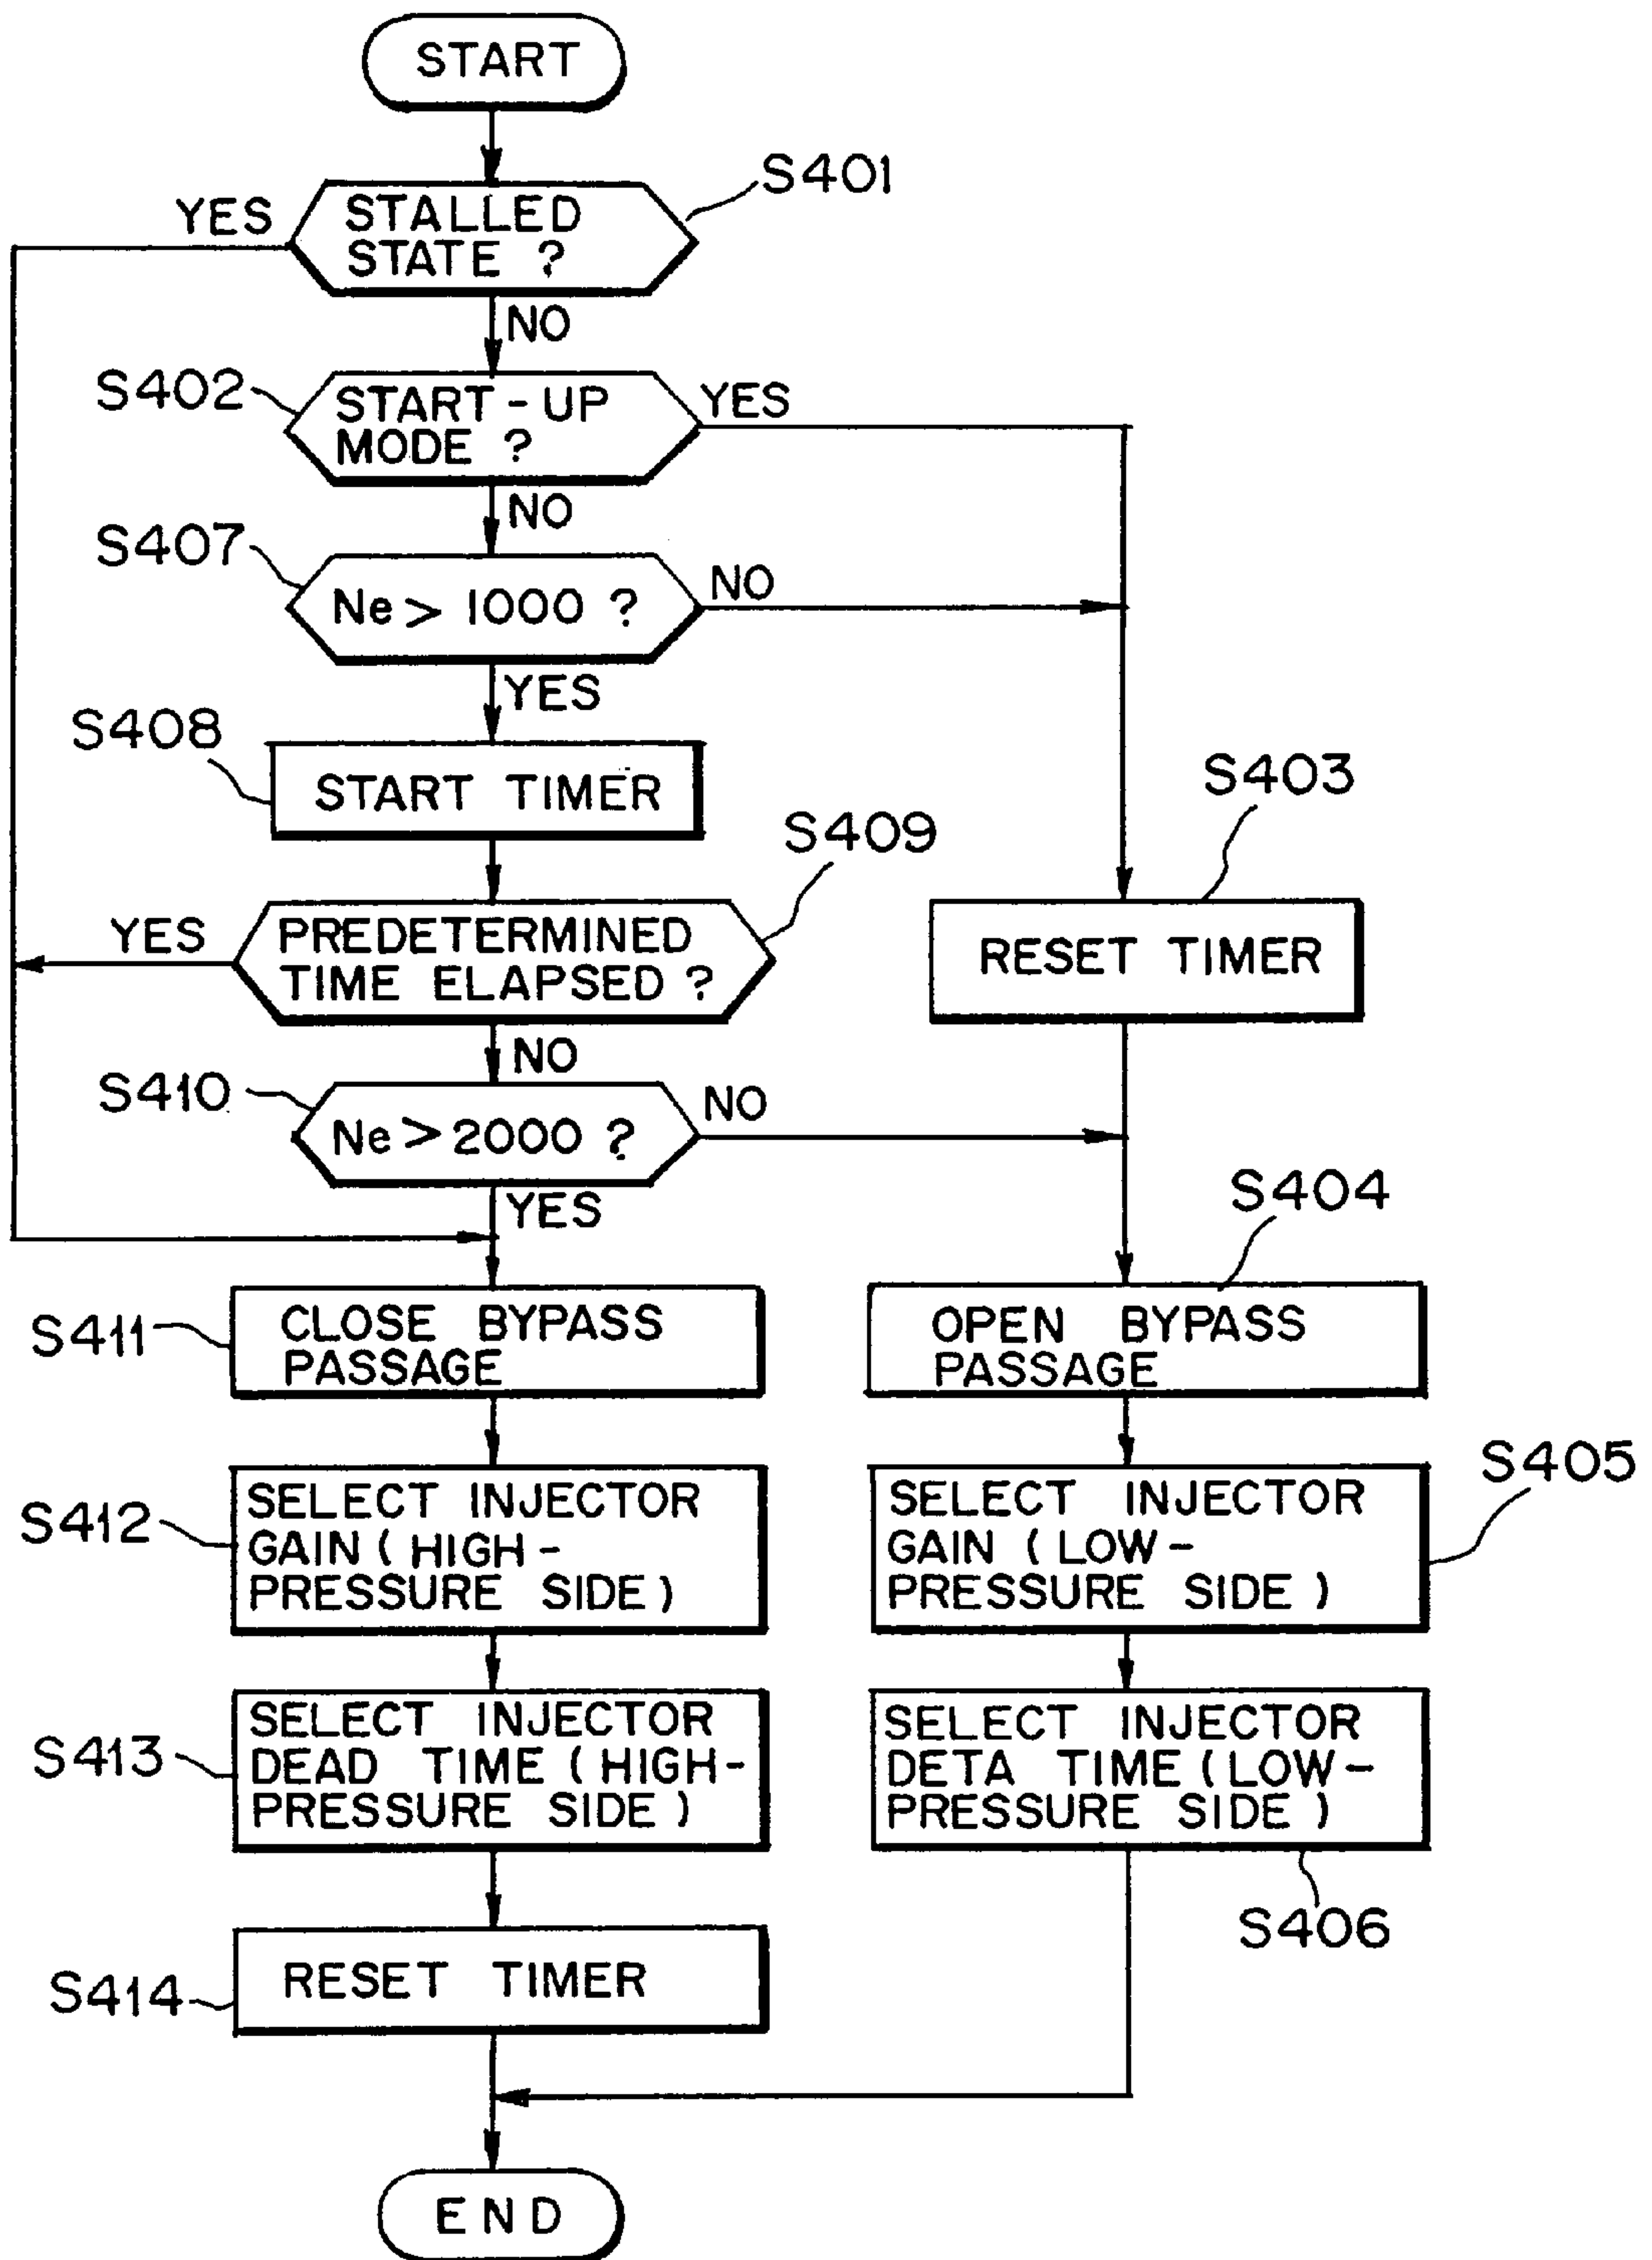 START
S401
YES
STALLED
STATE ?
NO
S402
START-UP
MODE ?
YES
NO
S407
Ne > 1000 ?
NO
YES
S408
START TIMER
S403
S409
YES
PREDETERMINED
TIME ELAPSED ?
RESET TIMER
NO
S410
Ne > 2000 ?
NO
YES
S404
S411
CLOSE BYPASS
PASSAGE
OPEN BYPASS
PASSAGE
S405
S412
SELECT INJECTOR
GAIN (HIGH-
PRESSURE SIDE)
SELECT INJECTOR
GAIN (LOW-
PRESSURE SIDE)
S413
SELECT INJECTOR
DEAD TIME (HIGH-
PRESSURE SIDE)
SELECT INJECTOR
DETA TIME (LOW-
PRESSURE SIDE)
S406
S414
RESET TIMER
END